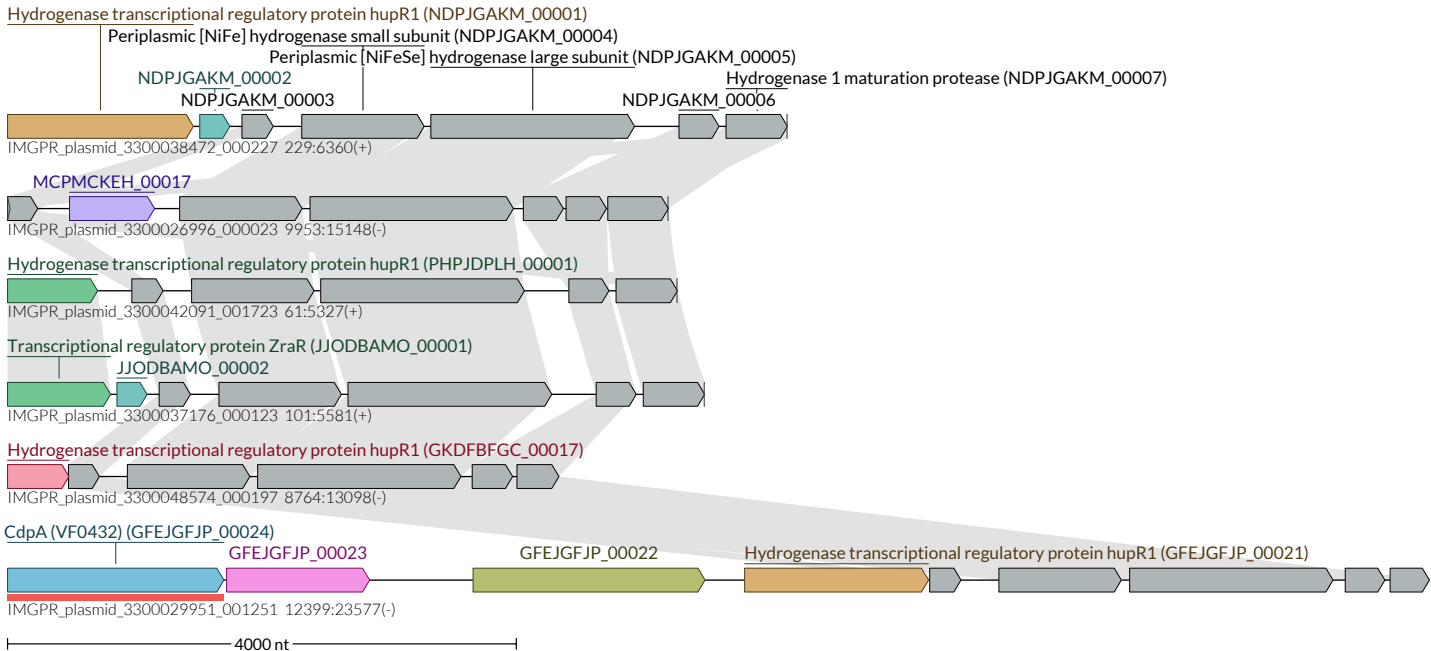 Hydrogenase transcriptional regulatory protein hupR1 (NDPJGAKM_00001)
Periplasmic [NiFe] hydrogenase small subunit (NDPJGAKM_00004)
Periplasmic [NiFeSe] hydrogenase large subunit (NDPJGAKM_00005)
NDPJGAKM_00002
Hydrogenase 1 maturation protease (NDPJGAKM_00007)
NDPJGAKM_00003
NDPJGAKM_00006
IMGPR_plasmid_3300038472_000227 229:6360(+)
MCPMCKEH_00017
IMGPR_plasmid_3300026996_000023 9953:15148(-)
Hydrogenase transcriptional regulatory protein hupR1 (PHPJDPLH_00001)
IMGPR_plasmid_3300042091_001723 61:5327(+)
Transcriptional regulatory protein ZraR (JJODBAMO_00001)
JJODBAMO_00002
IMGPR_plasmid_3300037176_000123 101:5581(+)
Hydrogenase transcriptional regulatory protein hupR1 (GKDFBFGC_00017)
IMGPR_plasmid_3300048574_000197 8764:13098(-)
CdpA (VF0432) (GFEJGFJP_00024)
GFEJGFJP_00023
GFEJGFJP_00022
Hydrogenase transcriptional regulatory protein hupR1 (GFEJGFJP_00021)
IMGPR_plasmid_3300029951_001251 12399:23577(-)
4000 nt